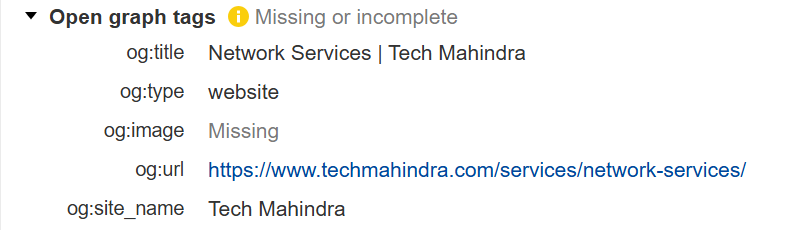 Open graph tags Missing or incomplete
og:title Network Services | Tech Mahindra
og:type website
og:image Missing
og:url https://www.techmahindra.com/services/network-services/
og:site_name Tech Mahindra